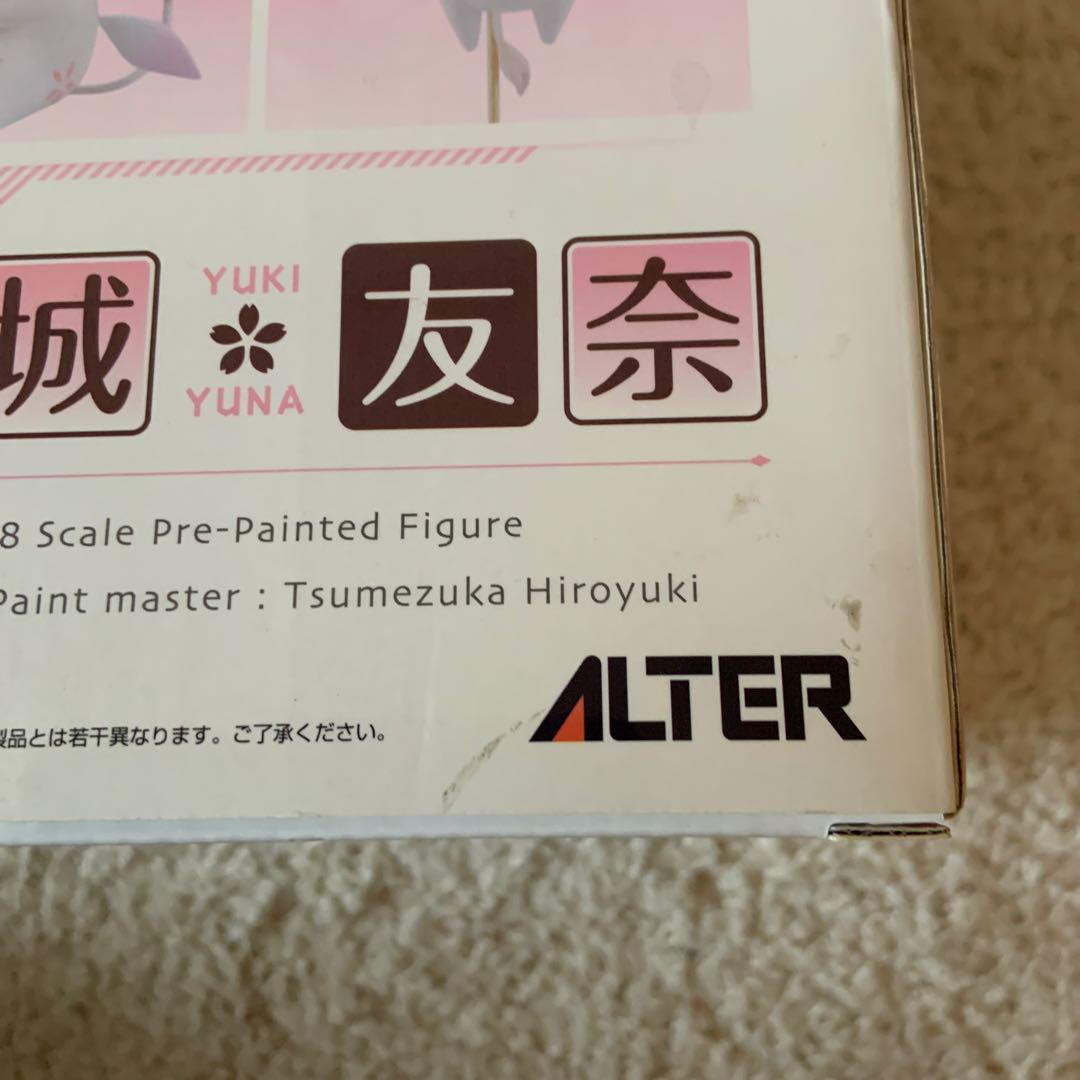 城 YUKI YUNA 友奈
8 Scale Pre-Painted Figure
Paint master : Tsumezuka Hiroyuki
製品とは若干異なります。ご了承ください。
ALTER